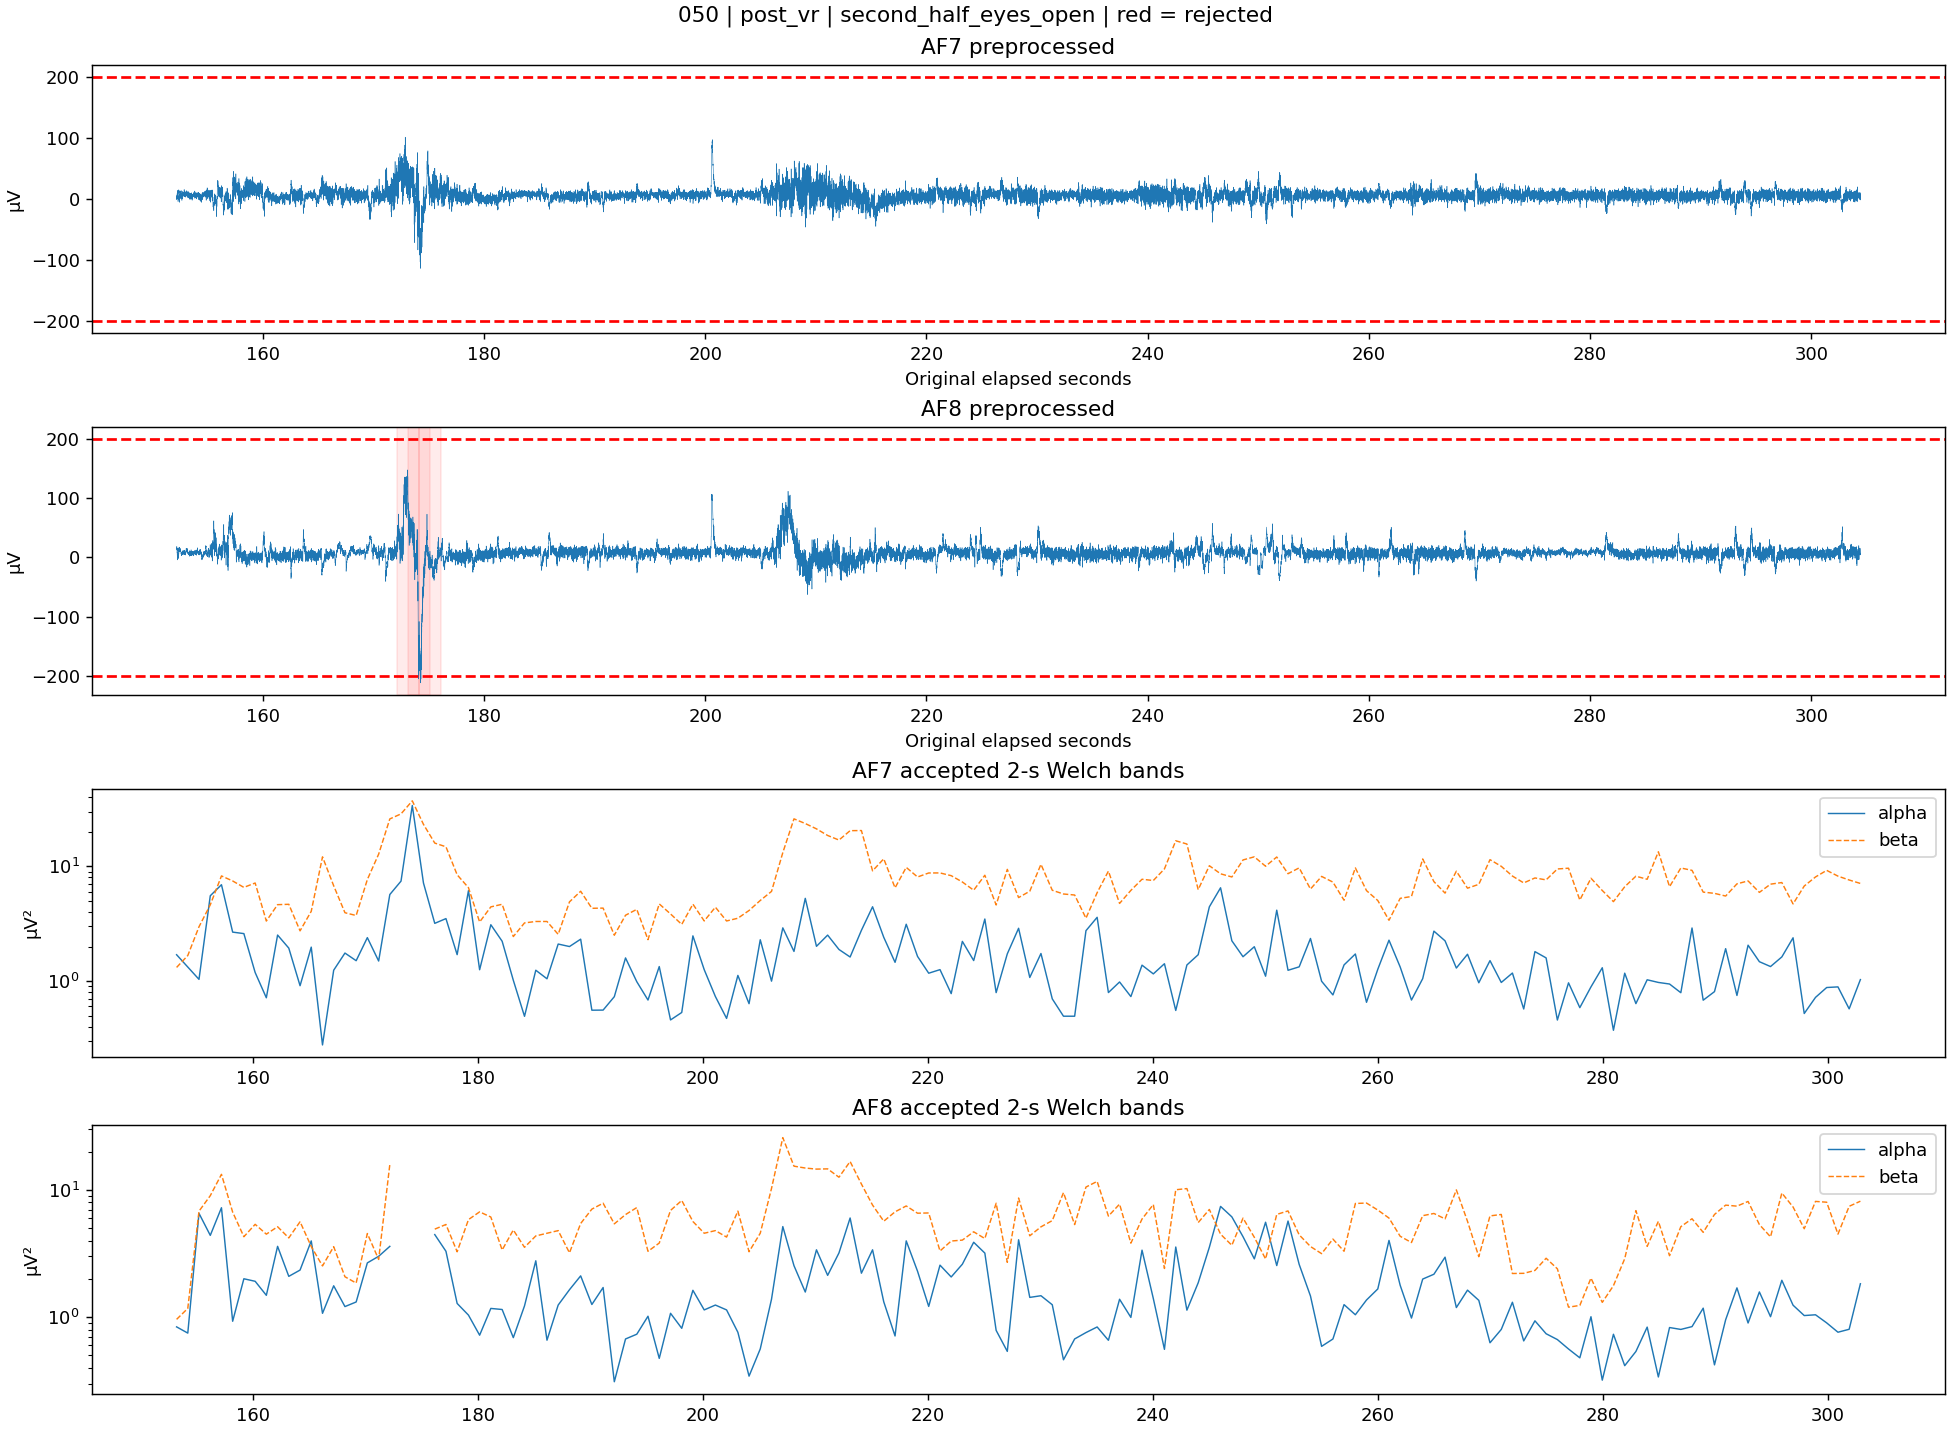 050 | post_vr | second_half_eyes_open | red = rejected
AF7 preprocessed
200
100
0
−100
−200
µV
160 180 200 220 240 260 280 300
Original elapsed seconds
AF8 preprocessed
200
100
0
−100
−200
µV
160 180 200 220 240 260 280 300
Original elapsed seconds
AF7 accepted 2-s Welch bands
10¹
10⁰
µV²
alpha
beta
160 180 200 220 240 260 280 300
AF8 accepted 2-s Welch bands
10¹
10⁰
µV²
alpha
beta
160 180 200 220 240 260 280 300